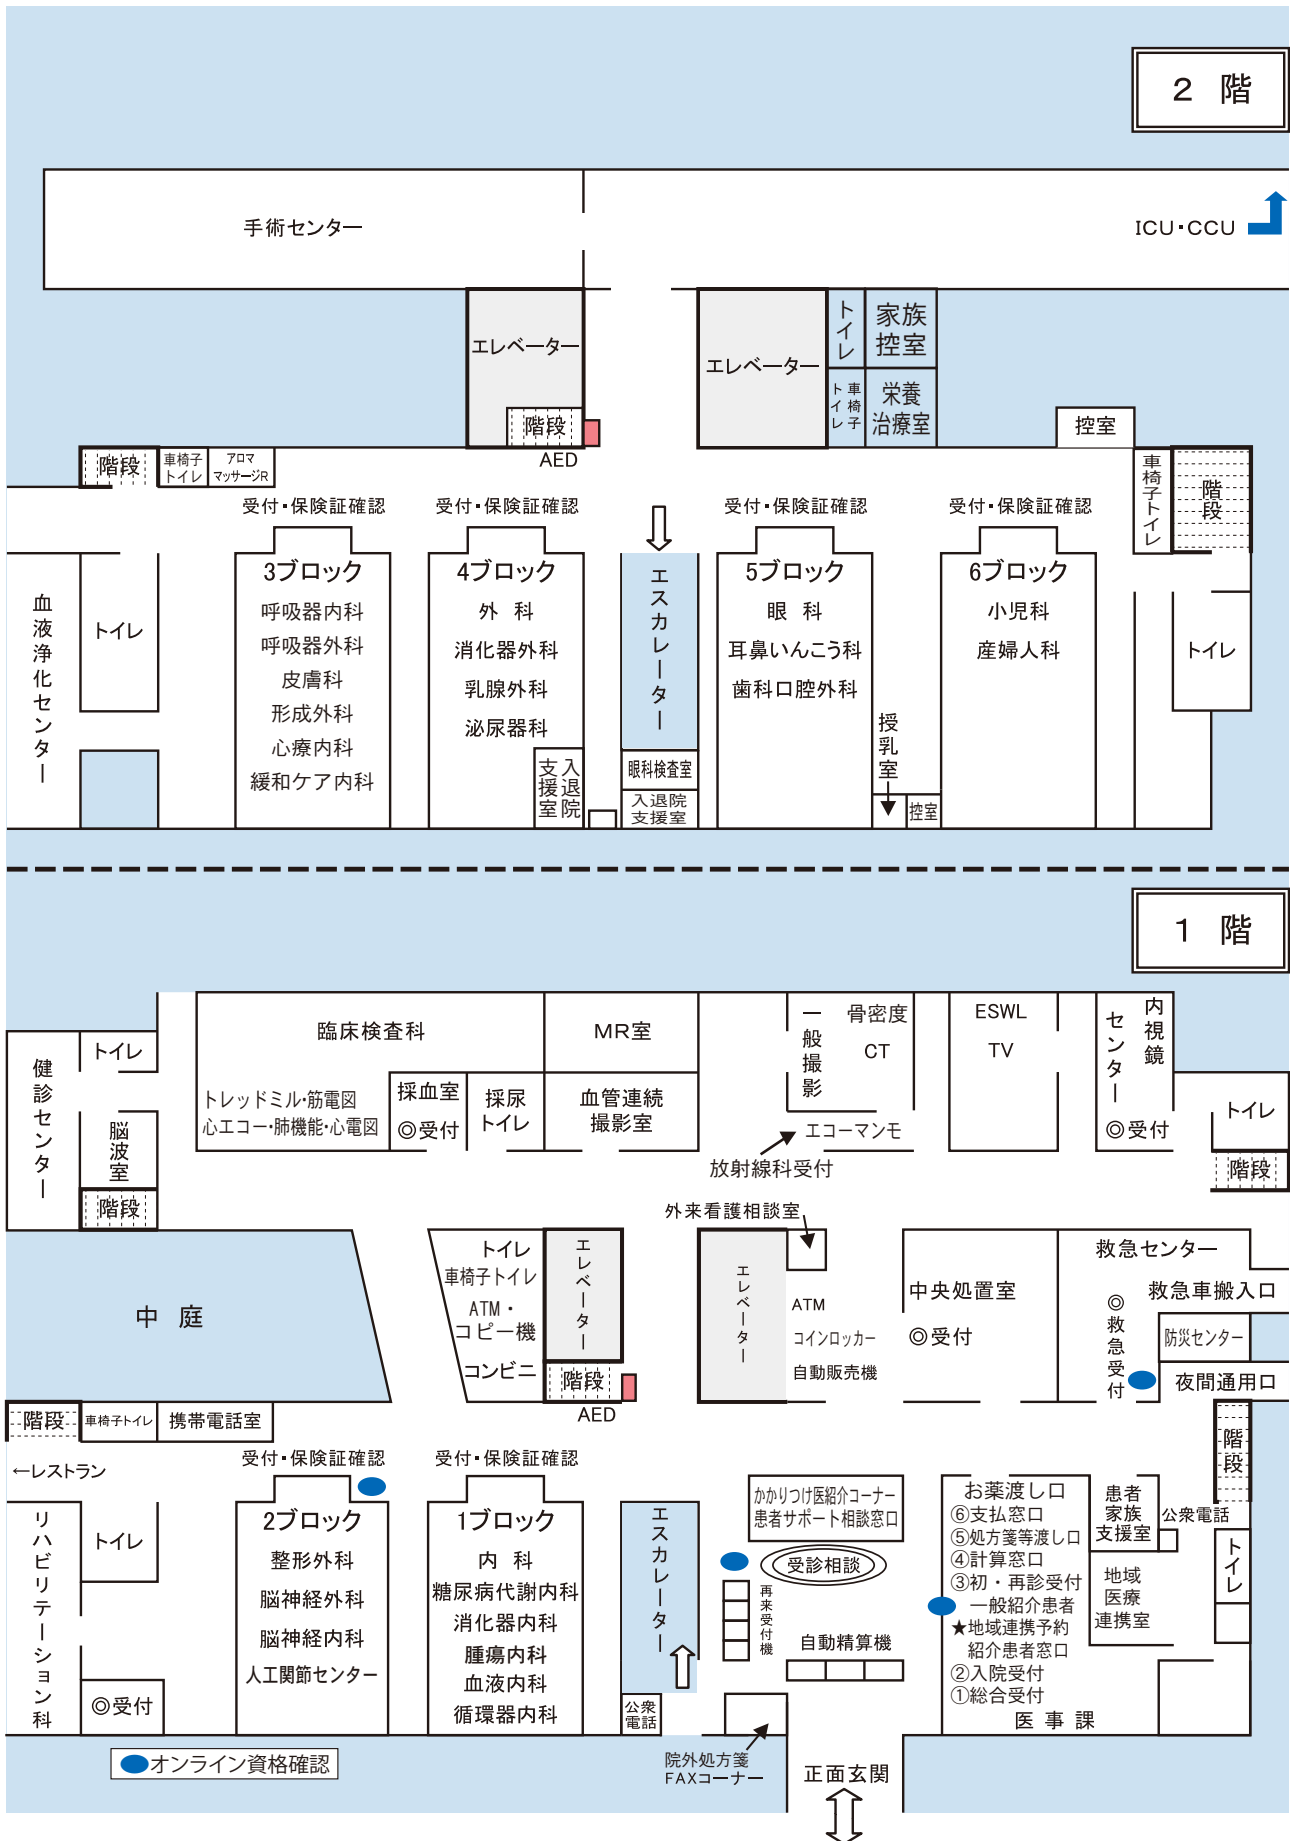 2 階
手術センター
ICU・CCU
エレベーター
階段
AED
エレベーター
トイレ
家族
控室
車椅子
トイレ
栄養
治療室
控室
階段
車椅子
トイレ
アロマ
マッサージR
車椅子トイレ
階段
受付・保険証確認
受付・保険証確認
受付・保険証確認
受付・保険証確認
血液浄化センター
トイレ
3ブロック
呼吸器内科
呼吸器外科
皮膚科
形成外科
心療内科
緩和ケア内科
4ブロック
外 科
消化器外科
乳腺外科
泌尿器科
入退院
支援室
エスカレーター
眼科検査室
入退院
支援室
5ブロック
眼 科
耳鼻いんこう科
歯科口腔外科
授乳室
控室
6ブロック
小児科
産婦人科
トイレ
1 階
健診センター
トイレ
脳波室
階段
臨床検査科
トレッドミル・筋電図
心エコー・肺機能・心電図
採血室
◎受付
採尿
トイレ
MR室
血管連続
撮影室
一般撮影
骨密度
CT
エコーマンモ
放射線科受付
ESWL
TV
内視鏡
センター
◎受付
トイレ
階段
外来看護相談室
中 庭
トイレ
車椅子トイレ
ATM・
コピー機
コンビニ
エレベーター
階段
AED
エレベーター
ATM
コインロッカー
自動販売機
中央処置室
◎受付
救急センター
救急車搬入口
◎救急受付
防災センター
夜間通用口
階段
車椅子トイレ
携帯電話室
階段
←レストラン
受付・保険証確認
受付・保険証確認
リハビリテーション科
トイレ
◎受付
2ブロック
整形外科
脳神経外科
脳神経内科
人工関節センター
1ブロック
内 科
糖尿病代謝内科
消化器内科
腫瘍内科
血液内科
循環器内科
エスカレーター
公衆
電話
かかりつけ医紹介コーナー
患者サポート相談窓口
受診相談
再来受付機
自動精算機
お薬渡し口
⑥支払窓口
⑤処方箋等渡し口
④計算窓口
③初・再診受付
一般紹介患者
★地域連携予約
紹介患者窓口
②入院受付
①総合受付
医 事 課
患者
家族
支援室
公衆電話
地域
医療
連携室
トイレ
院外処方箋
FAXコーナー
正面玄関
オンライン資格確認